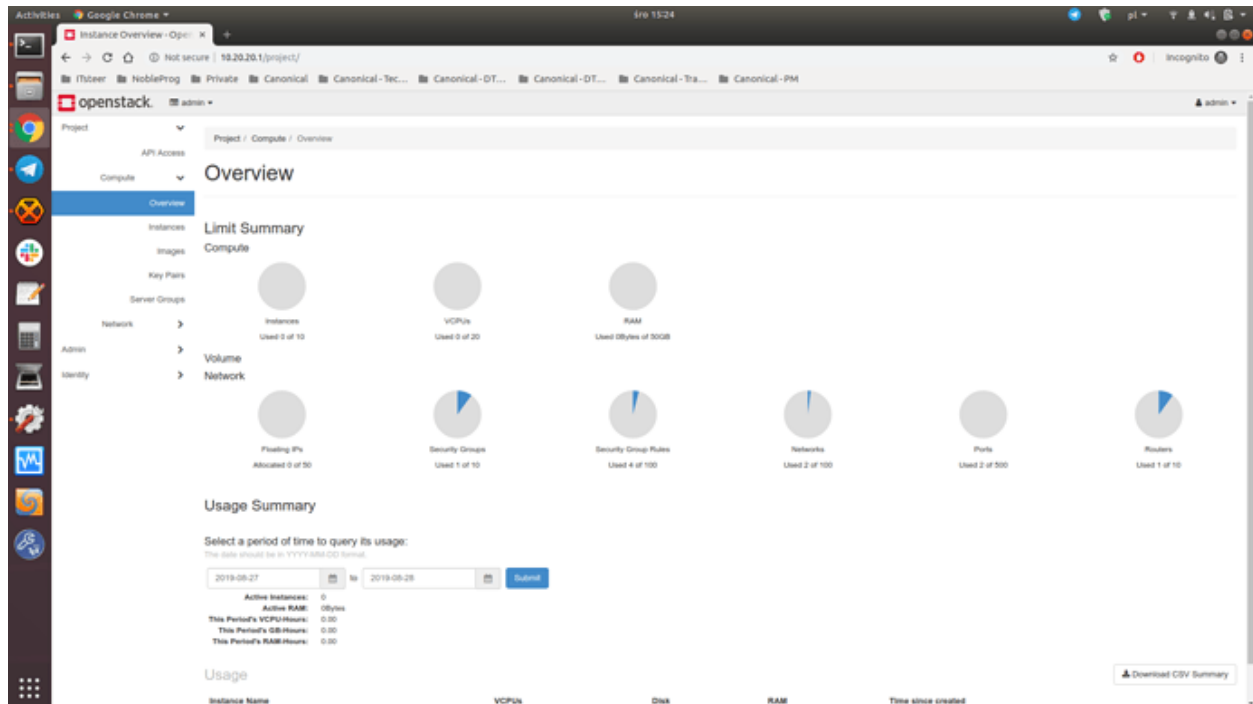 Activities Google Chrome śro 15:24 pl
Instance Overview - Open
Not secure | 10.20.20.1/project/ Incognito
ITsteer NobleProg Private Canonical Canonical - Tec... Canonical - DT... Canonical - DT... Canonical - Tra... Canonical - PM
openstack. admin admin
Project
API Access
Compute
Overview
Instances
Images
Key Pairs
Server Groups
Network
Admin
Identity
Project / Compute / Overview
Overview
Limit Summary
Compute
Instances VCPUs RAM
Used 0 of 10 Used 0 of 20 Used 0Bytes of 50GB
Volume
Network
Floating IPs Security Groups Security Group Rules Networks Ports Routers
Allocated 0 of 50 Used 1 of 10 Used 4 of 100 Used 2 of 100 Used 2 of 500 Used 1 of 10
Usage Summary
Select a period of time to query its usage:
The date should be in YYYY-MM-DD format.
2019-08-27 to 2019-08-28 Submit
Active Instances: 0
Active RAM: 0Bytes
This Period's VCPU-Hours: 0.00
This Period's GB-Hours: 0.00
This Period's RAM-Hours: 0.00
Usage Download CSV Summary
Instance Name VCPUs Disk RAM Time since created